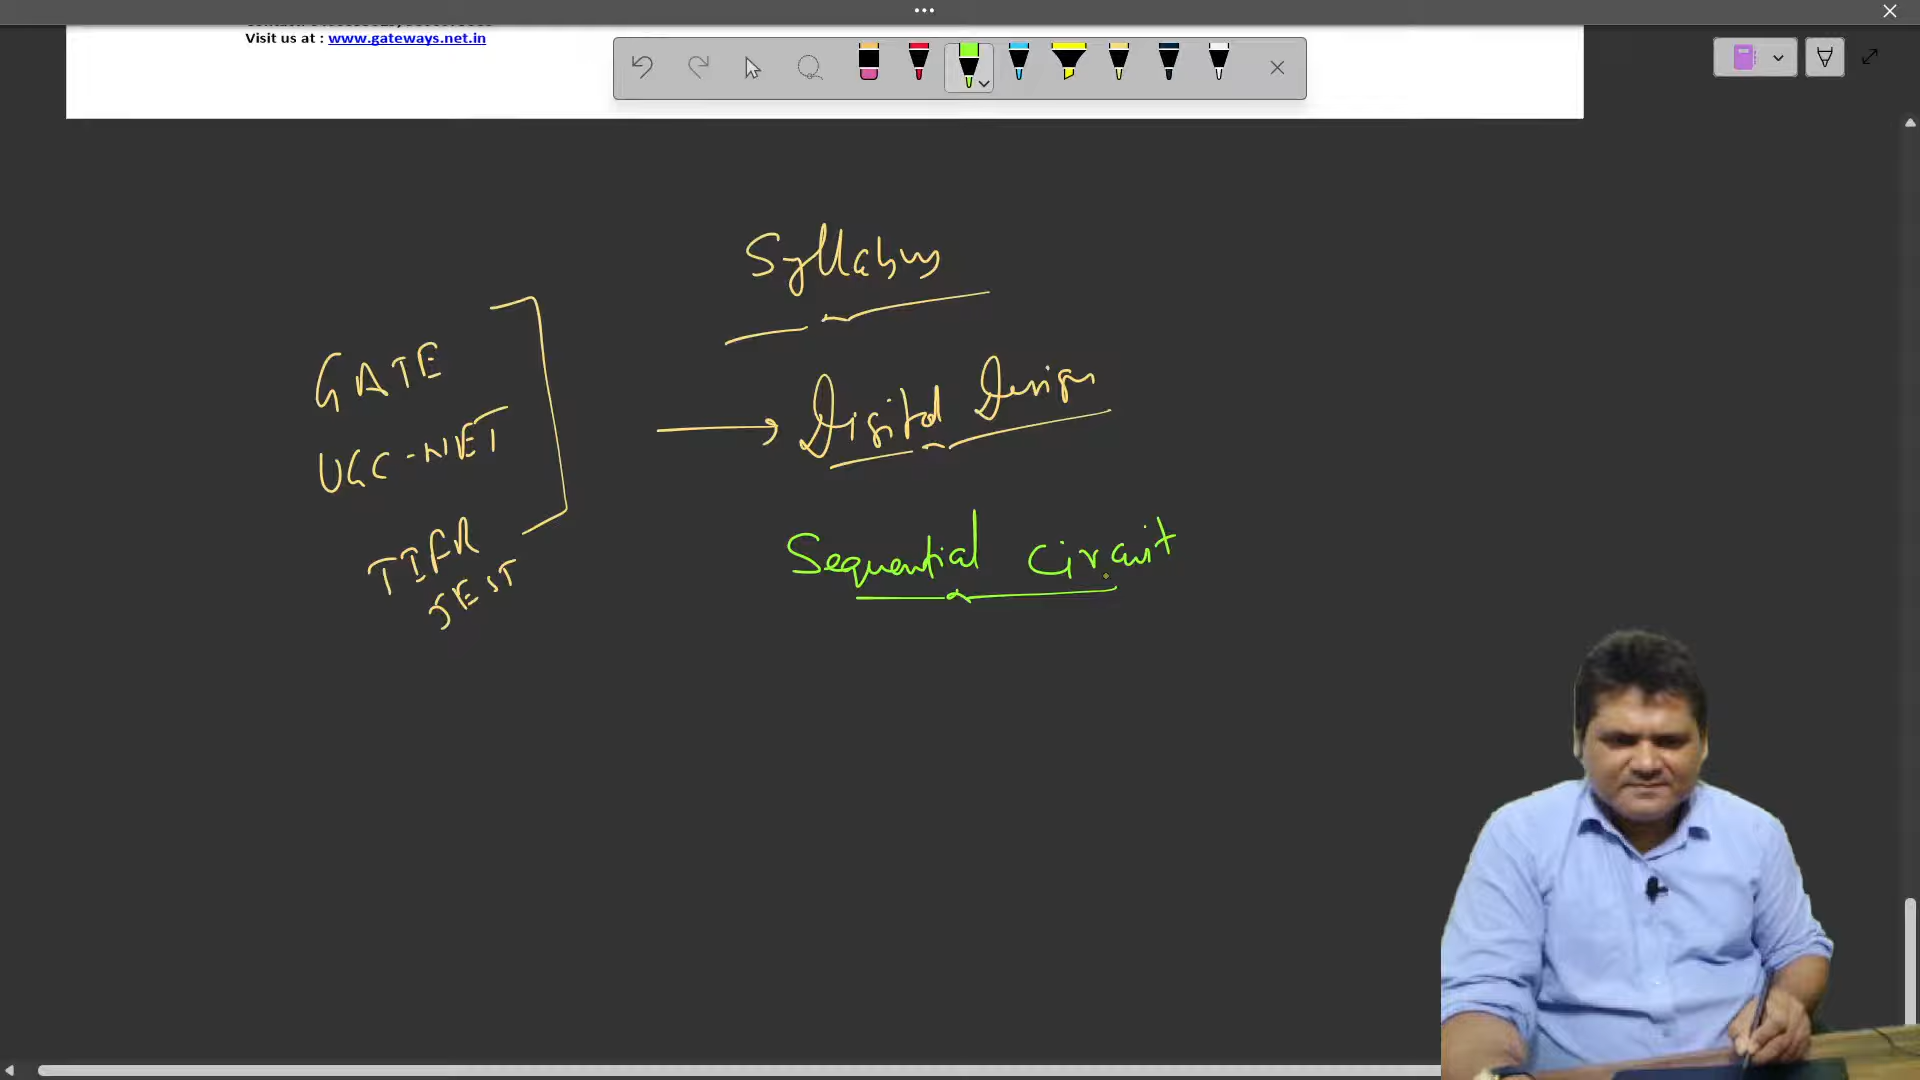 Visit us at : www.gateways.net.in
Syllabus
GATE
UGC-NET
TIFR
JEST
Digital Design
Sequential Circuit